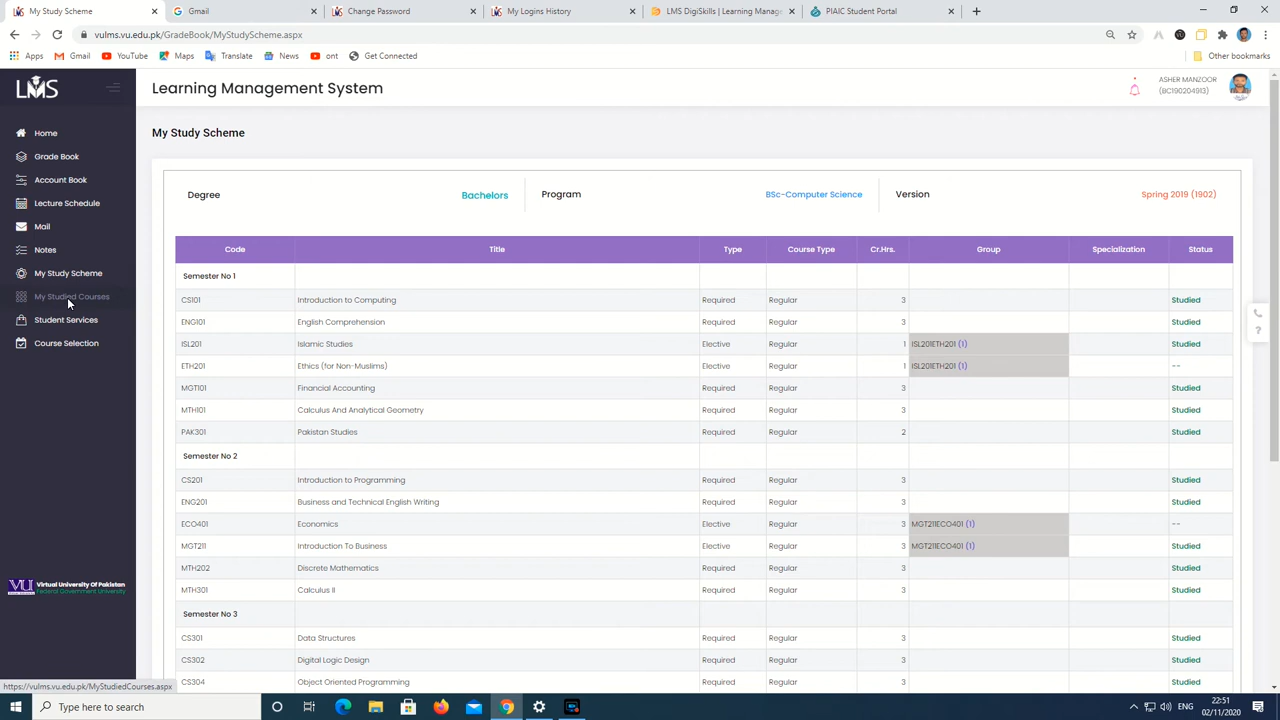 My Study Scheme
Gmail
Change Password
My Logins History
LMS DigiSkills | Learning Manage
PIAIC Student Portal
vulms.vu.edu.pk/GradeBook/MyStudyScheme.aspx
Apps
Gmail
YouTube
Maps
Translate
News
ont
Get Connected
Other bookmarks
LMS
Learning Management System
ASHER MANZOOR
(BC190204913)
Home
Grade Book
Account Book
Lecture Schedule
Mail
Notes
My Study Scheme
My Studied Courses
Student Services
Course Selection
VU Virtual University Of Pakistan
Federal Government University
My Study Scheme
Degree Bachelors Program BSc-Computer Science Version Spring 2019 (1902)
Code Title Type Course Type Cr.Hrs. Group Specialization Status
Semester No 1
CS101 Introduction to Computing Required Regular 3 Studied
ENG101 English Comprehension Required Regular 3 Studied
ISL201 Islamic Studies Elective Regular 1 ISL201ETH201 (1) Studied
ETH201 Ethics (for Non-Muslims) Elective Regular 1 ISL201ETH201 (1) --
MGT101 Financial Accounting Required Regular 3 Studied
MTH101 Calculus And Analytical Geometry Required Regular 3 Studied
PAK301 Pakistan Studies Required Regular 2 Studied
Semester No 2
CS201 Introduction to Programming Required Regular 3 Studied
ENG201 Business and Technical English Writing Required Regular 3 Studied
ECO401 Economics Elective Regular 3 MGT211ECO401 (1) --
MGT211 Introduction To Business Elective Regular 3 MGT211ECO401 (1) Studied
MTH202 Discrete Mathematics Required Regular 3 Studied
MTH301 Calculus II Required Regular 3 Studied
Semester No 3
CS301 Data Structures Required Regular 3 Studied
CS302 Digital Logic Design Required Regular 3 Studied
CS304 Object Oriented Programming Required Regular 3 Studied
https://vulms.vu.edu.pk/MyStudiedCourses.aspx
Type here to search
ENG
22:51
02/11/2020